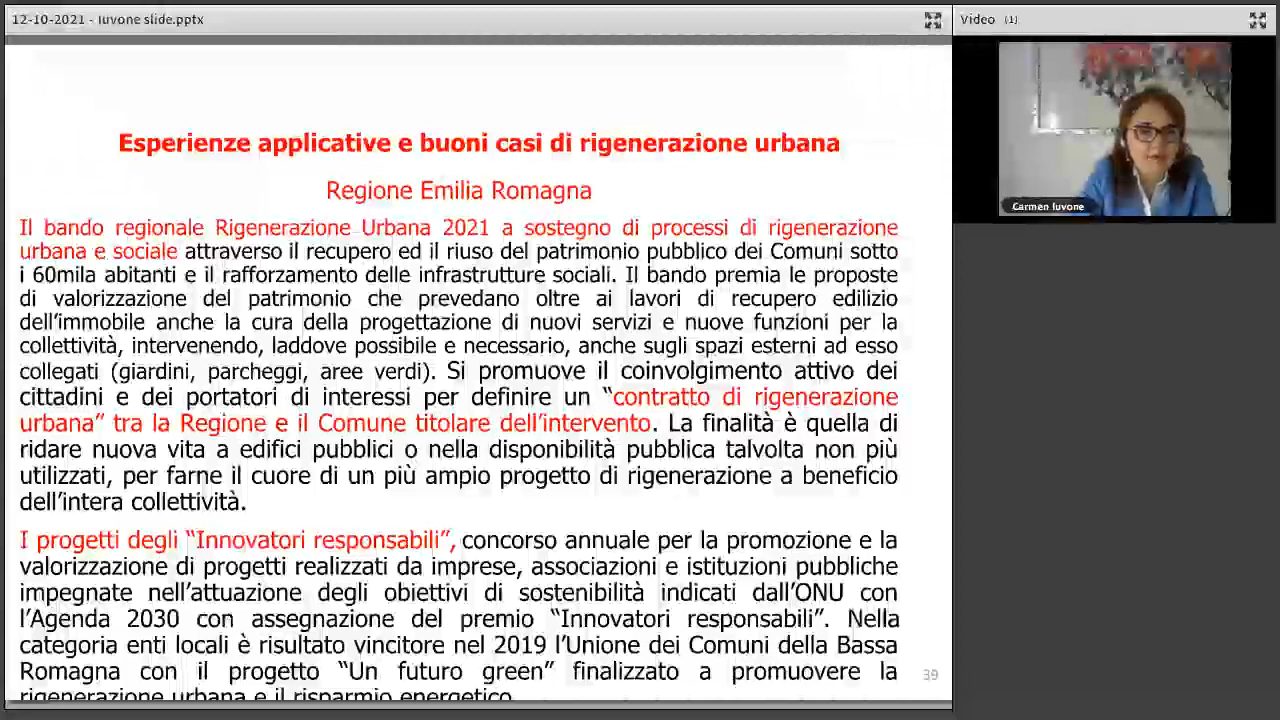 12-10-2021 - Iuvone slide.pptx
Video (1)
Carmen Iuvone
Esperienze applicative e buoni casi di rigenerazione urbana
Regione Emilia Romagna
Il bando regionale Rigenerazione Urbana 2021 a sostegno di processi di rigenerazione
urbana e sociale attraverso il recupero ed il riuso del patrimonio pubblico dei Comuni sotto
i 60mila abitanti e il rafforzamento delle infrastrutture sociali. Il bando premia le proposte
di valorizzazione del patrimonio che prevedano oltre ai lavori di recupero edilizio
dell’immobile anche la cura della progettazione di nuovi servizi e nuove funzioni per la
collettività, intervenendo, laddove possibile e necessario, anche sugli spazi esterni ad esso
collegati (giardini, parcheggi, aree verdi). Si promuove il coinvolgimento attivo dei
cittadini e dei portatori di interessi per definire un “contratto di rigenerazione
urbana” tra la Regione e il Comune titolare dell’intervento. La finalità è quella di
ridare nuova vita a edifici pubblici o nella disponibilità pubblica talvolta non più
utilizzati, per farne il cuore di un più ampio progetto di rigenerazione a beneficio
dell’intera collettività.
I progetti degli “Innovatori responsabili”, concorso annuale per la promozione e la
valorizzazione di progetti realizzati da imprese, associazioni e istituzioni pubbliche
impegnate nell’attuazione degli obiettivi di sostenibilità indicati dall’ONU con
l’Agenda 2030 con assegnazione del premio “Innovatori responsabili”. Nella
categoria enti locali è risultato vincitore nel 2019 l’Unione dei Comuni della Bassa
Romagna con il progetto “Un futuro green” finalizzato a promuovere la
rigenerazione urbana e il risparmio energetico.
39